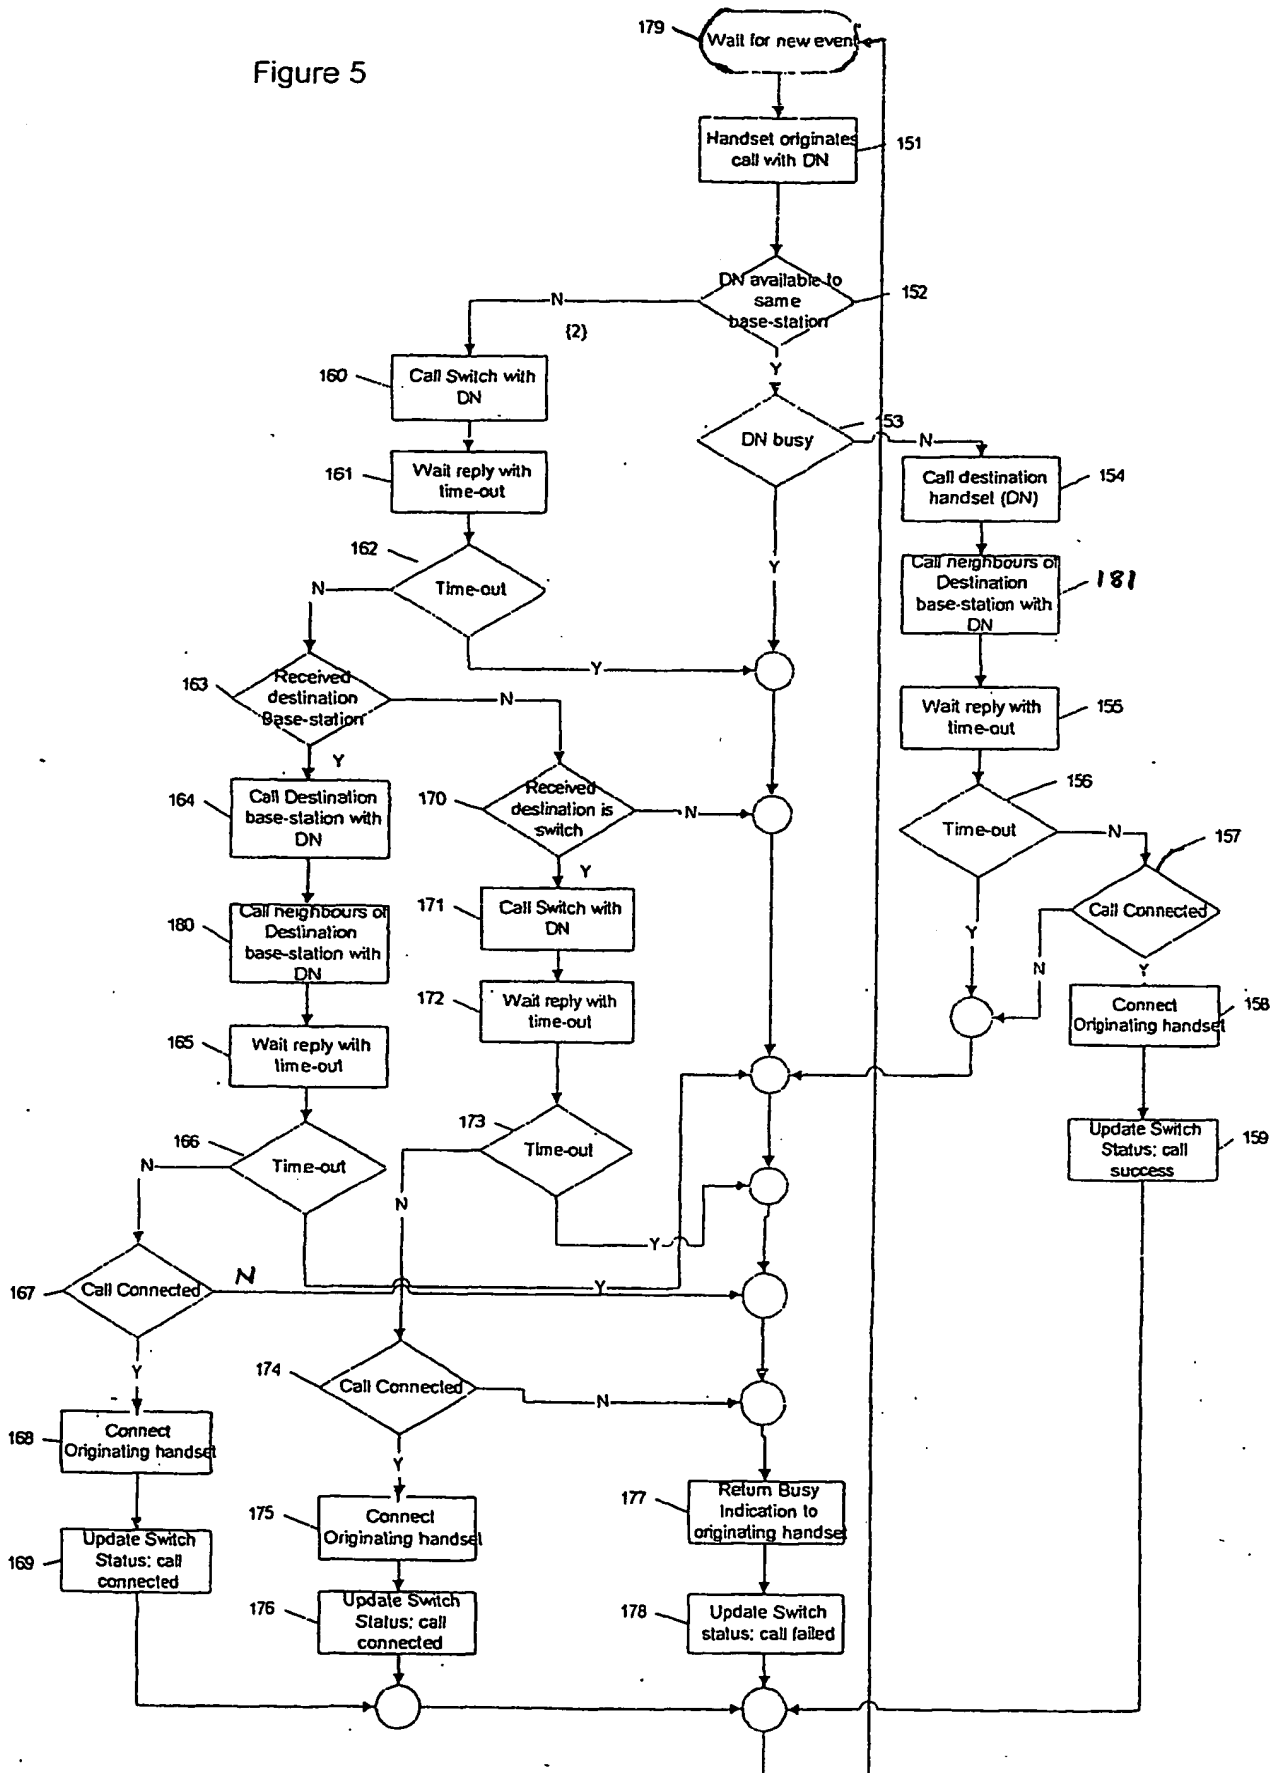 Figure 5
179
Wait for new event
Handset originates
call with DN
151
DN available to
same
base-station
152
N
{2}
Y
160
Call Switch with
DN
DN busy
153
N
161
Wait reply with
time-out
Call destination
handset (DN)
154
162
Time-out
N
Y
Y
Call neighbours of
Destination
base-station with
DN
181
163
Received
destination
Base-station
N
Y
Wait reply with
time-out
155
164
Call Destination
base-station with
DN
170
Received
destination is
switch
N
Y
Time-out
156
N
Y
157
Call Connected
N
Y
180
Call neighbours of
Destination
base-station with
DN
171
Call Switch with
DN
172
Wait reply with
time-out
Connect
Originating handset
158
165
Wait reply with
time-out
173
Time-out
N
Y
Update Switch
Status: call
success
159
166
Time-out
N
Y
167
Call Connected
N
Y
174
Call Connected
N
Y
168
Connect
Originating handset
175
Connect
Originating handset
177
Return Busy
Indication to
originating handset
169
Update Switch
Status: call
connected
176
Update Switch
Status: call
connected
178
Update Switch
status: call failed